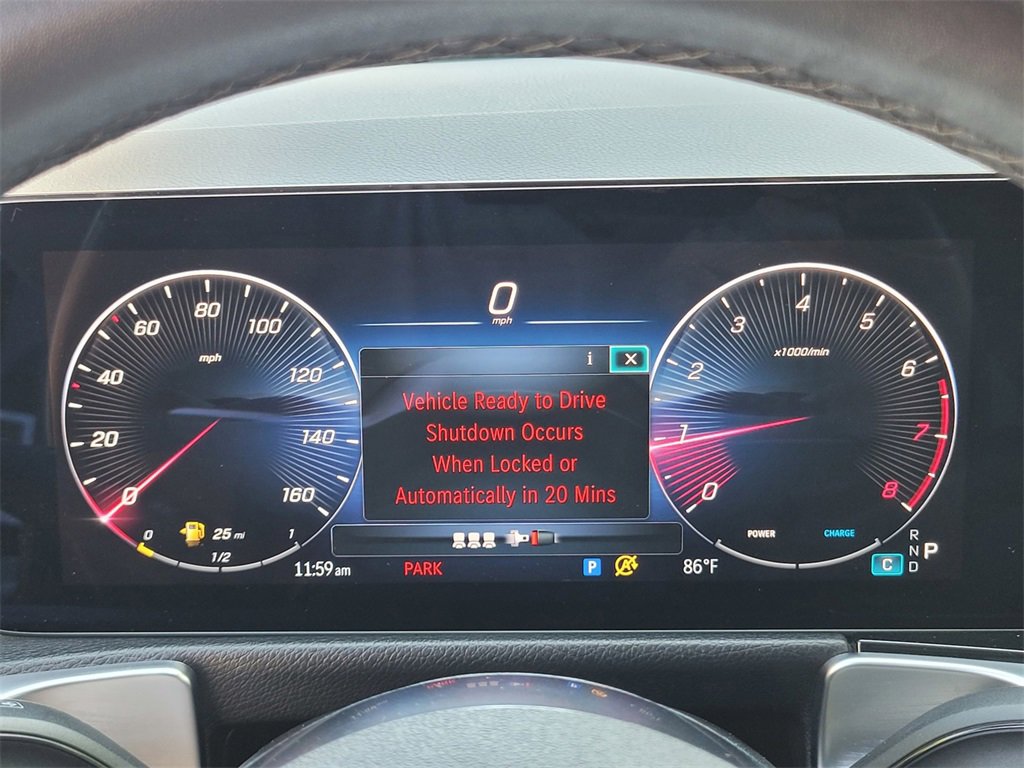 0
mph
i X
Vehicle Ready to Drive
Shutdown Occurs
When Locked or
Automatically in 20 Mins
0 20 40 60 80 100 120 140 160
mph
0 1/2 1
25 mi
x1000/min
0 1 2 3 4 5 6 7 8
POWER CHARGE
11:59 am PARK P A 86°F C
R
N P
D